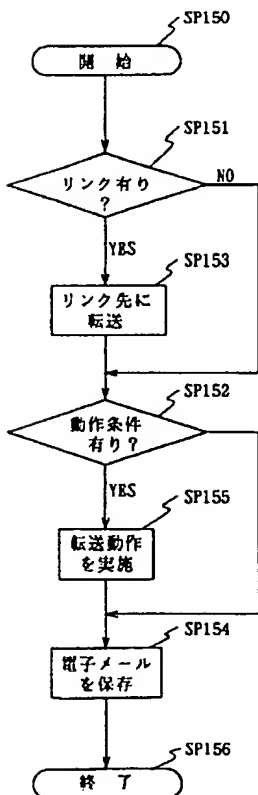 SP150
開 始
SP151
リンク有り
?
NO
YES
SP153
リンク先に
転送
SP152
動作条件
有り?
YES
SP155
転送動作
を実施
SP154
電子メール
を保存
SP156
終 了